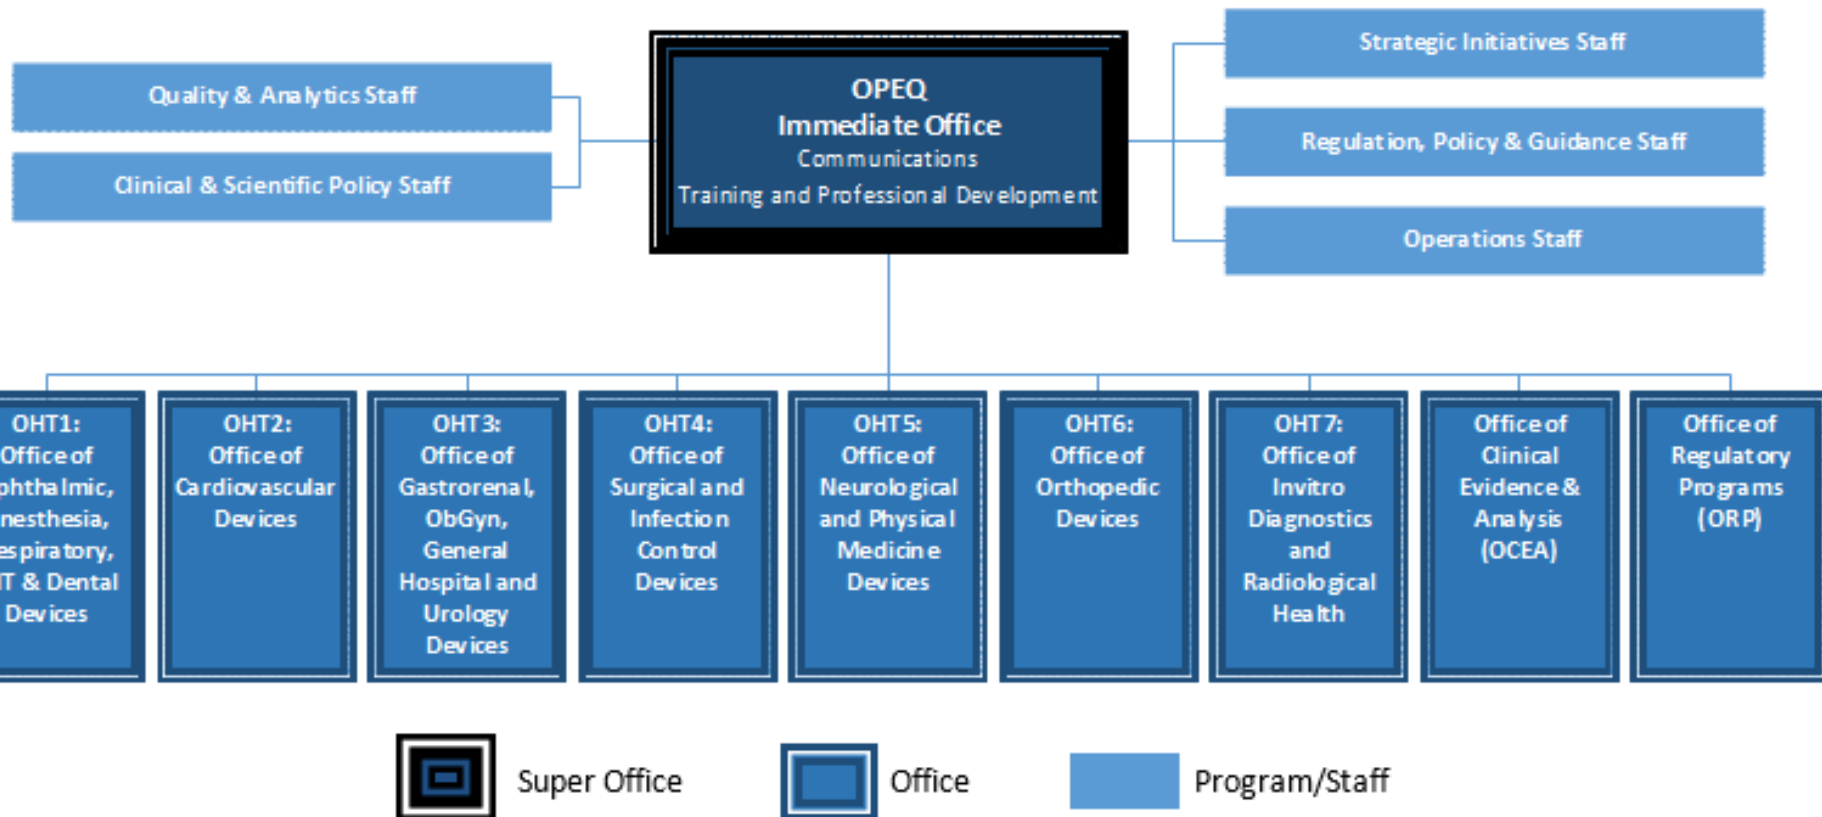 Strategic Initiatives Staff
Quality & Analytics Staff
OPEQ
Immediate Office
Communications
Training and Professional Development
Regulation, Policy & Guidance Staff
Clinical & Scientific Policy Staff
Operations Staff
OHT1:
Office of
phthalmic,
nesthesia,
espiratory,
T & Dental
Devices
OHT2:
Office of
Cardiovascular
Devices
OHT3:
Office of
Gastrorenal,
ObGyn,
General
Hospital and
Urology
Devices
OHT4:
Office of
Surgical and
Infection
Control
Devices
OHT5:
Office of
Neurological
and Physical
Medicine
Devices
OHT6:
Office of
Orthopedic
Devices
OHT7:
Office of
Invitro
Diagnostics
and
Radiological
Health
Office of
Clinical
Evidence &
Analysis
(OCEA)
Office of
Regulatory
Programs
(ORP)
Super Office
Office
Program/Staff